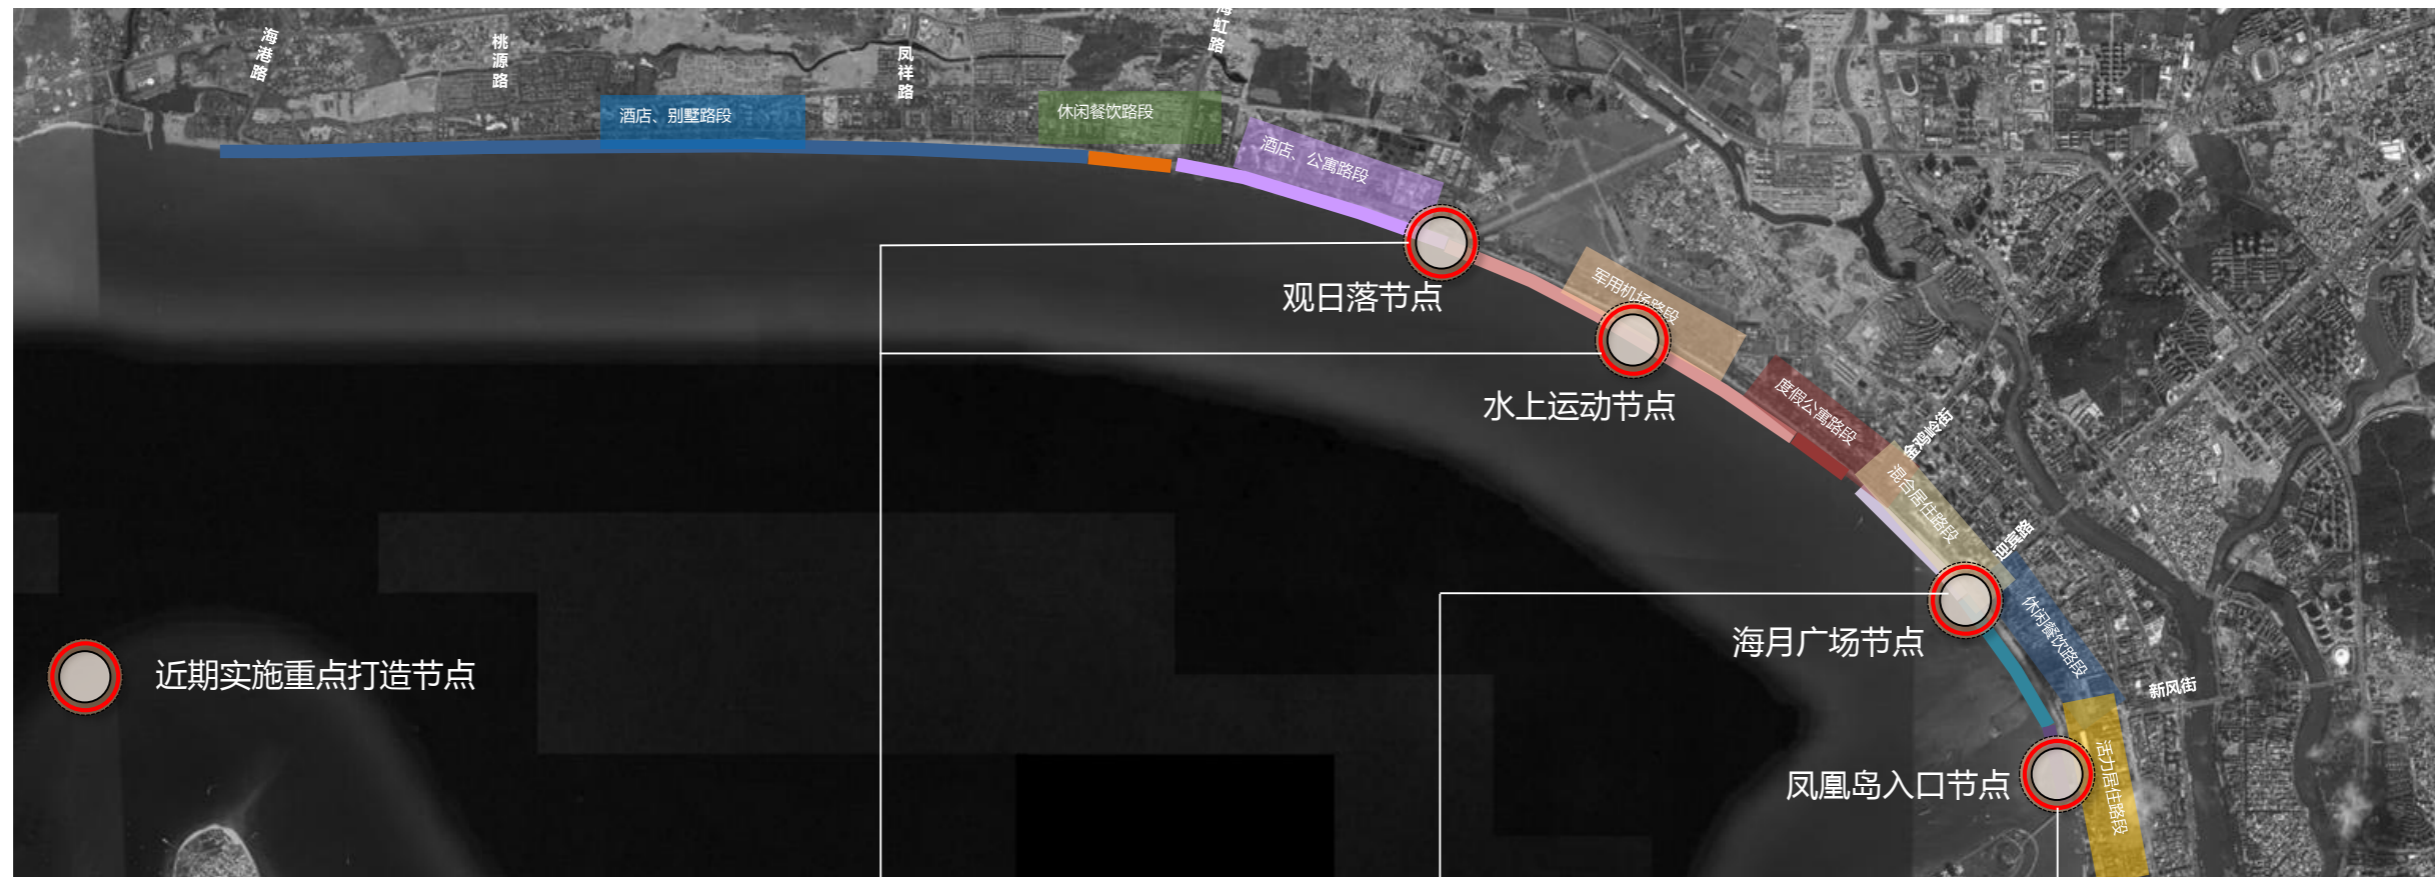 海港路
桃源路
凤祥路
海虹路
酒店、别墅路段
休闲餐饮路段
酒店、公寓路段
观日落节点
军用机场路段
水上运动节点
度假公寓路段
金鸡岭街
混合居住路段
迎宾路
海月广场节点
休闲餐饮路段
新风街
近期实施重点打造节点
凤凰岛入口节点
活力居住路段